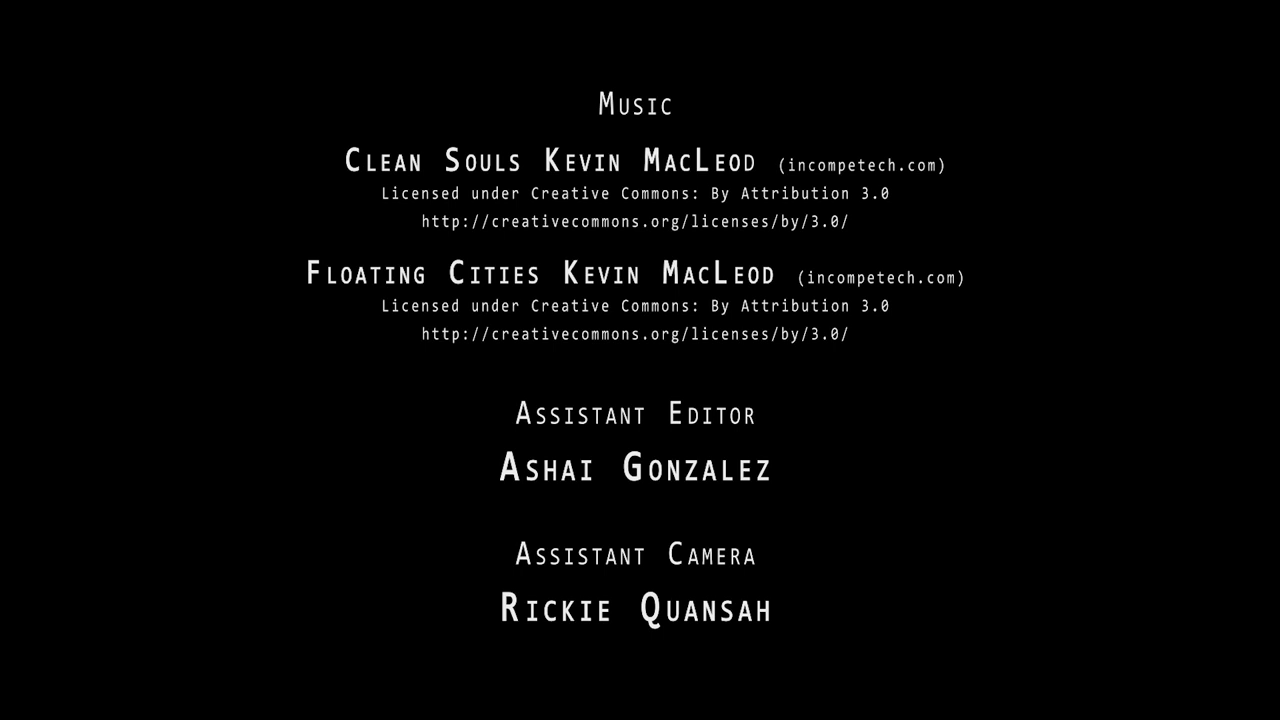 Music
Clean Souls Kevin MacLeod (incompetech.com)
Licensed under Creative Commons: By Attribution 3.0
http://creativecommons.org/licenses/by/3.0/
Floating Cities Kevin MacLeod (incompetech.com)
Licensed under Creative Commons: By Attribution 3.0
http://creativecommons.org/licenses/by/3.0/
Assistant Editor
Ashai Gonzalez
Assistant Camera
Rickie Quansah